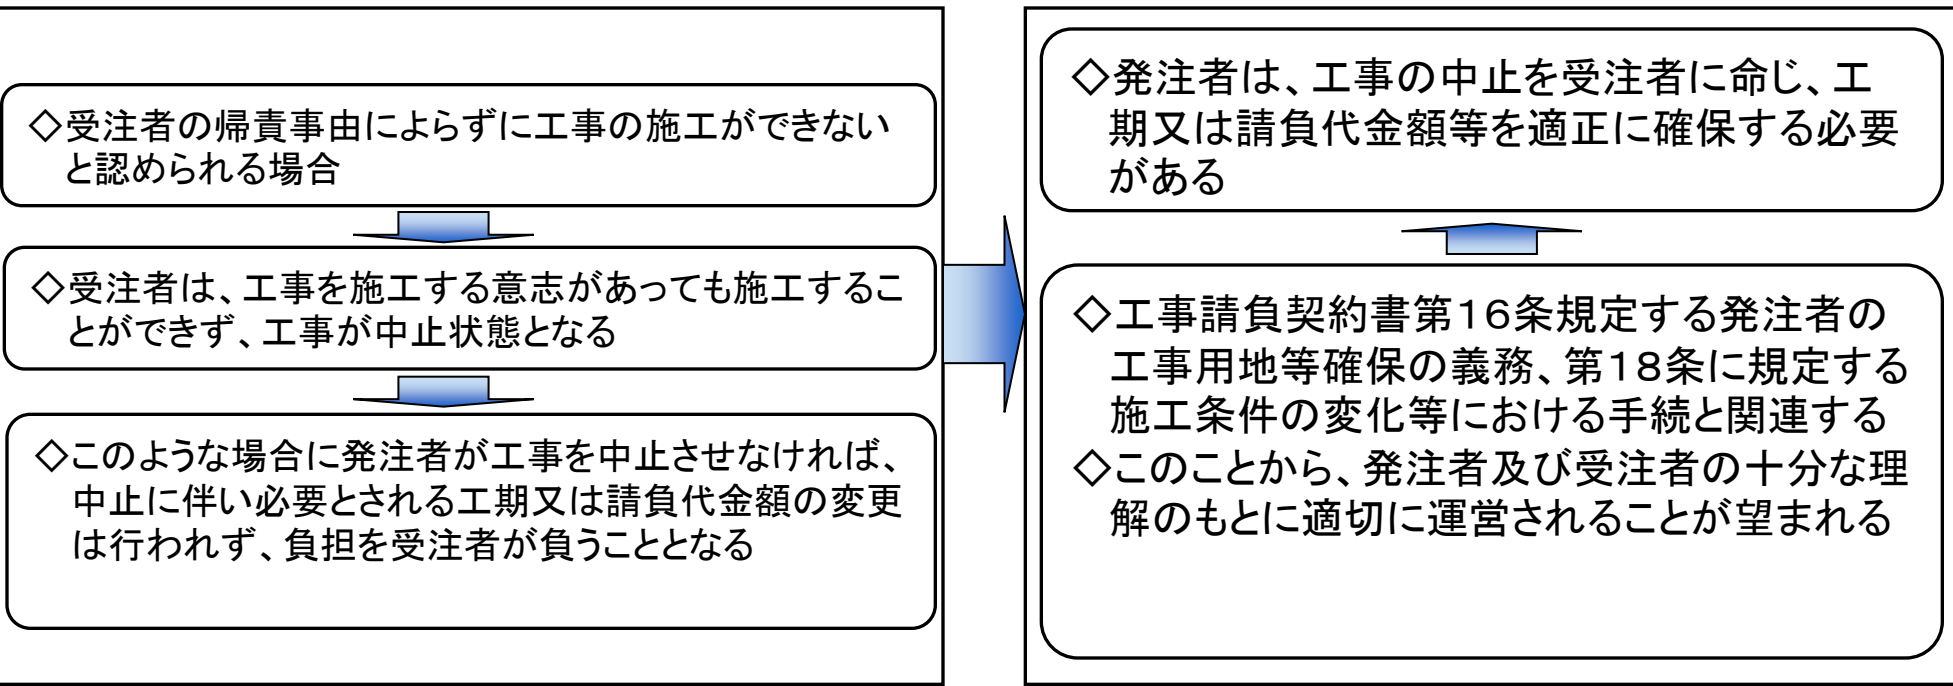 ◇受注者の帰責事由によらずに工事の施工ができない
と認められる場合
◇受注者は、工事を施工する意志があっても施工するこ
とができず、工事が中止状態となる
◇このような場合に発注者が工事を中止させなければ、
中止に伴い必要とされる工期又は請負代金額の変更
は行われず、負担を受注者が負うこととなる
◇発注者は、工事の中止を受注者に命じ、工
期又は請負代金額等を適正に確保する必要
がある
◇工事請負契約書第16条規定する発注者の
工事用地等確保の義務、第18条に規定する
施工条件の変化等における手続と関連する
◇このことから、発注者及び受注者の十分な理
解のもとに適切に運営されることが望まれる